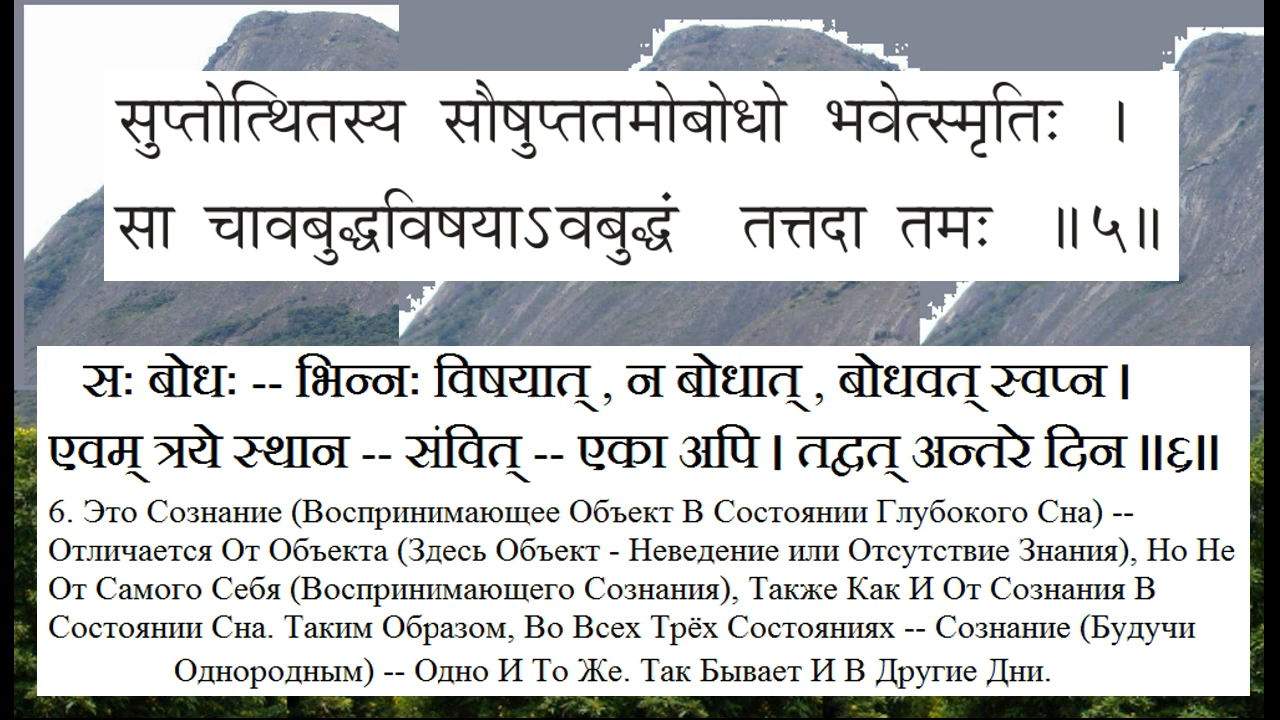 सुप्तोत्थितस्य सौषुप्ततमोबोधो भवेत्स्मृतिः ।
सा चावबुद्धविषयाऽवबुद्धं तत्तदा तमः ॥५॥
सः बोधः -- भिन्नः विषयात् , न बोधात् , बोधवत् स्वप्न ।
एवम् त्रये स्थान -- संवित् -- एका अपि । तद्वत् अन्तरे दिन ॥६॥
6. Это Сознание (Воспринимающее Объект В Состоянии Глубокого Сна) --
Отличается От Объекта (Здесь Объект - Неведение или Отсутствие Знания), Но Не
От Самого Себя (Воспринимающего Сознания), Также Как И От Сознания В
Состоянии Сна. Таким Образом, Во Всех Трёх Состояниях -- Сознание (Будучи
Однородным) -- Одно И То Же. Так Бывает И В Другие Дни.